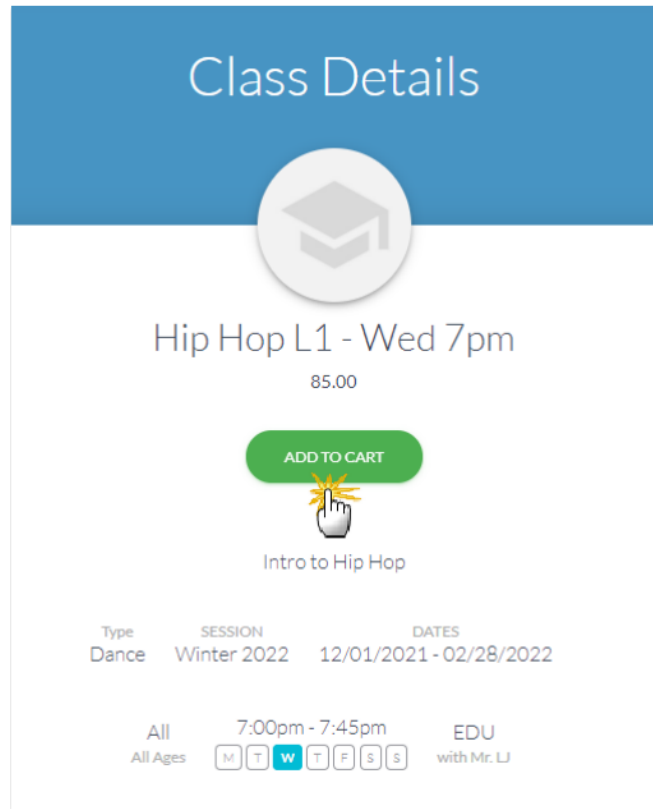 Class Details
Hip Hop L1 - Wed 7pm
85.00
ADD TO CART
Intro to Hip Hop
Type SESSION DATES
Dance Winter 2022 12/01/2021 - 02/28/2022
All 7:00pm - 7:45pm EDU
All Ages M T W T F S S with Mr. LJ